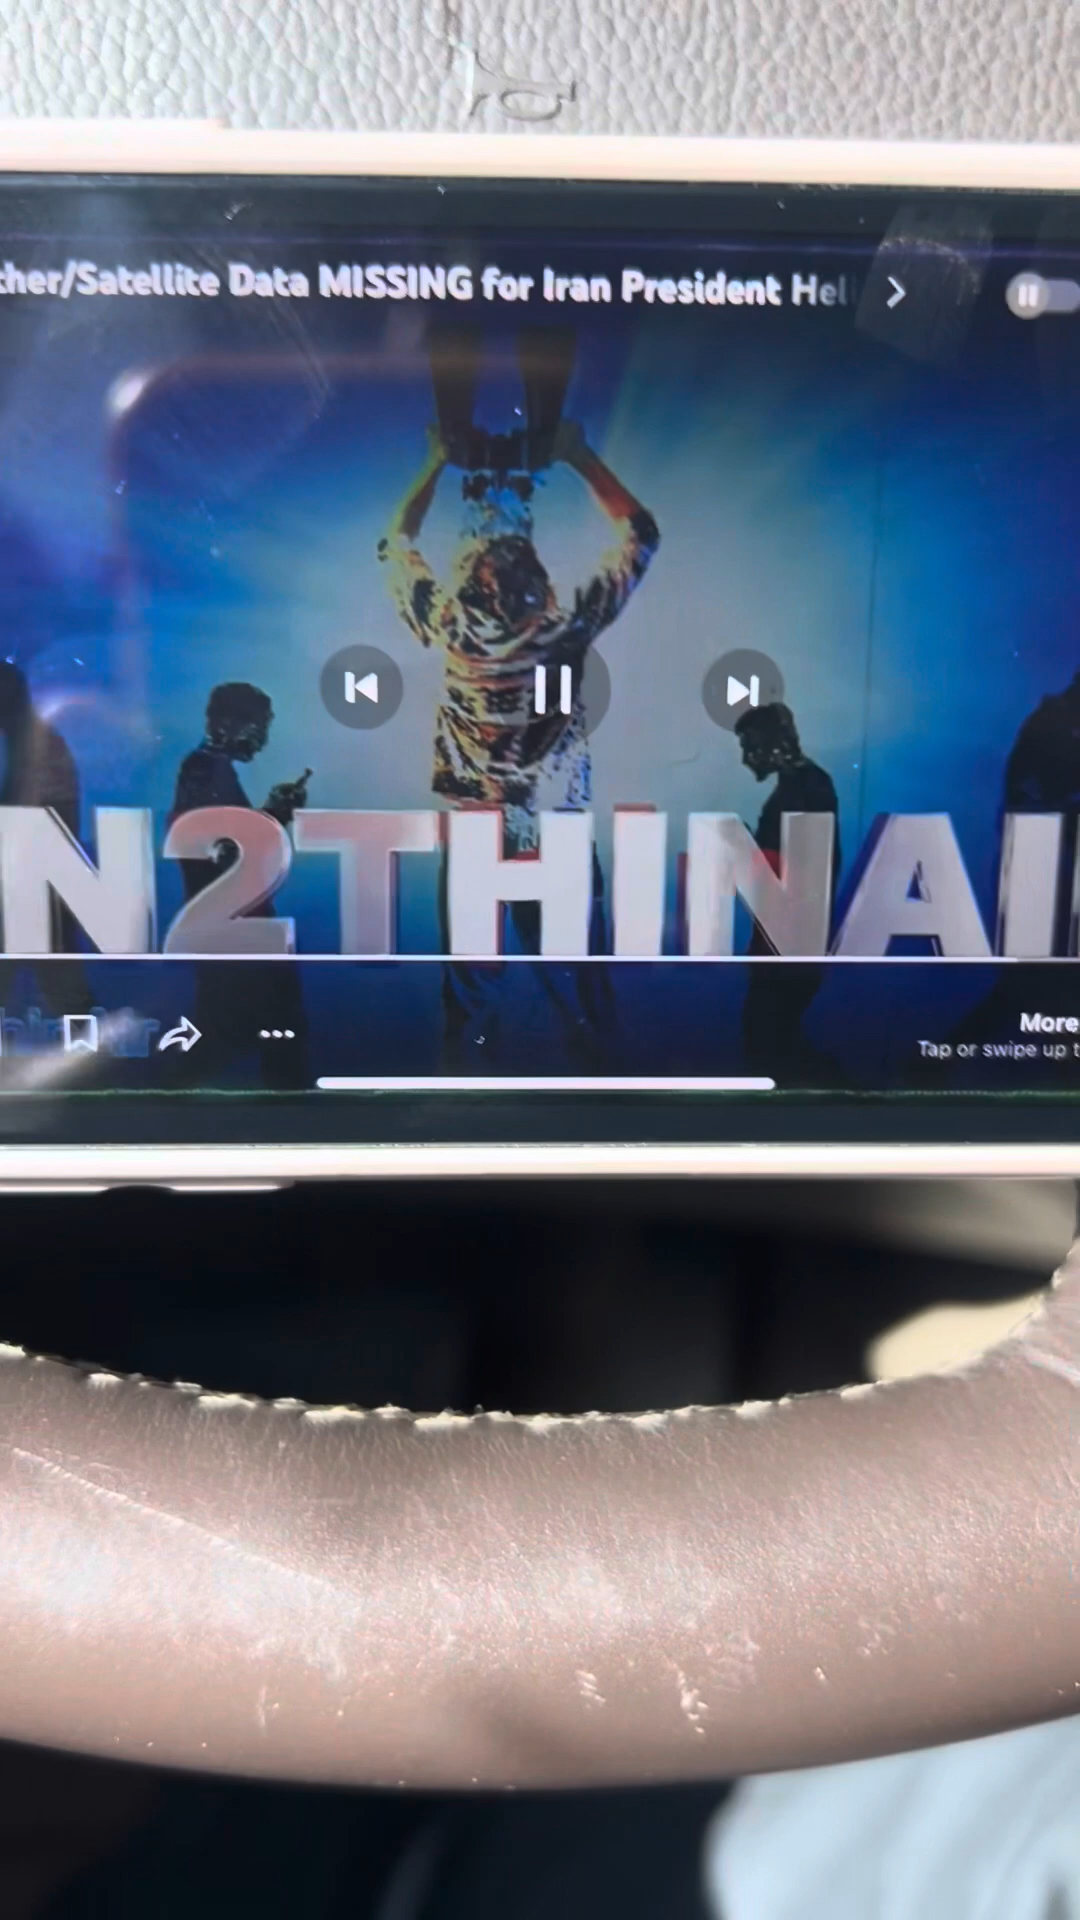 ther/Satellite Data MISSING for Iran President Hel
N2THINAI
More
Tap or swipe up t